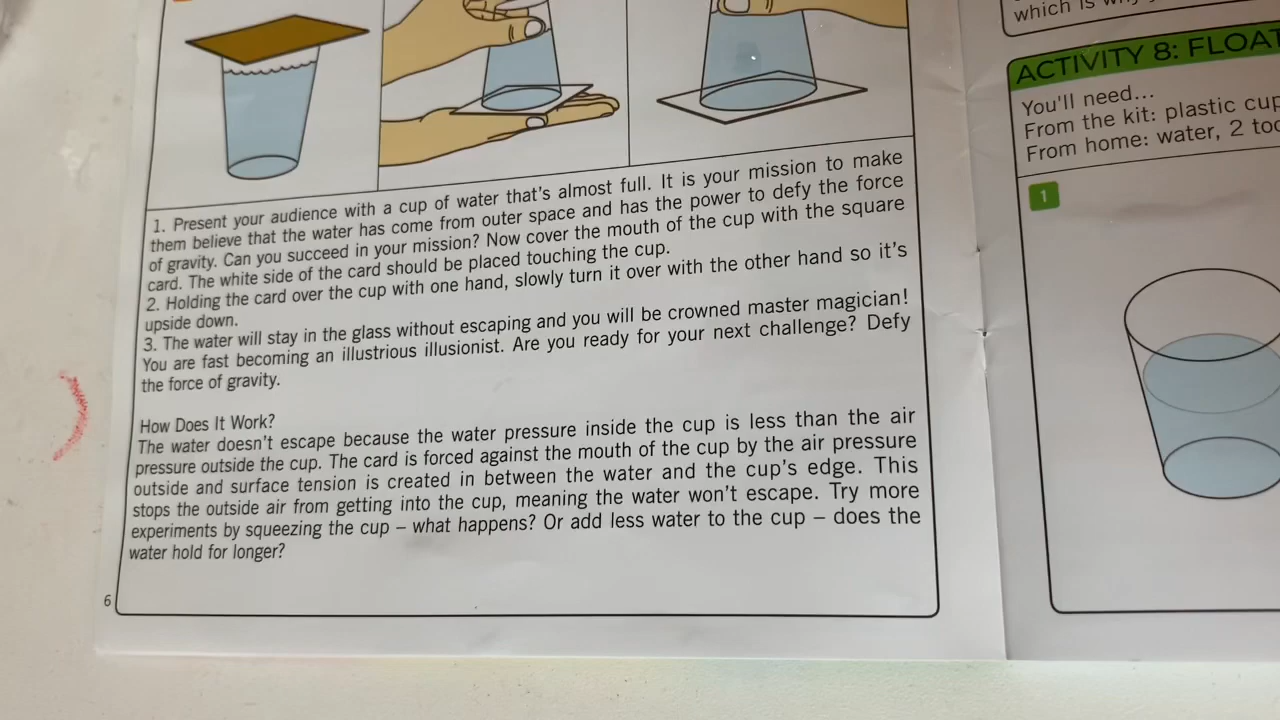 1. Present your audience with a cup of water that's almost full. It is your mission to make
them believe that the water has come from outer space and has the power to defy the force
of gravity. Can you succeed in your mission? Now cover the mouth of the cup with the square
card. The white side of the card should be placed touching the cup.
2. Holding the card over the cup with one hand, slowly turn it over with the other hand so it's
upside down.
3. The water will stay in the glass without escaping and you will be crowned master magician!
You are fast becoming an illustrious illusionist. Are you ready for your next challenge? Defy
the force of gravity.
How Does It Work?
The water doesn't escape because the water pressure inside the cup is less than the air
pressure outside the cup. The card is forced against the mouth of the cup by the air pressure
outside and surface tension is created in between the water and the cup's edge. This
stops the outside air from getting into the cup, meaning the water won't escape. Try more
experiments by squeezing the cup – what happens? Or add less water to the cup – does the
water hold for longer?
6
which is
ACTIVITY 8: FLOAT
You'll need...
From the kit: plastic cup
From home: water, 2
1